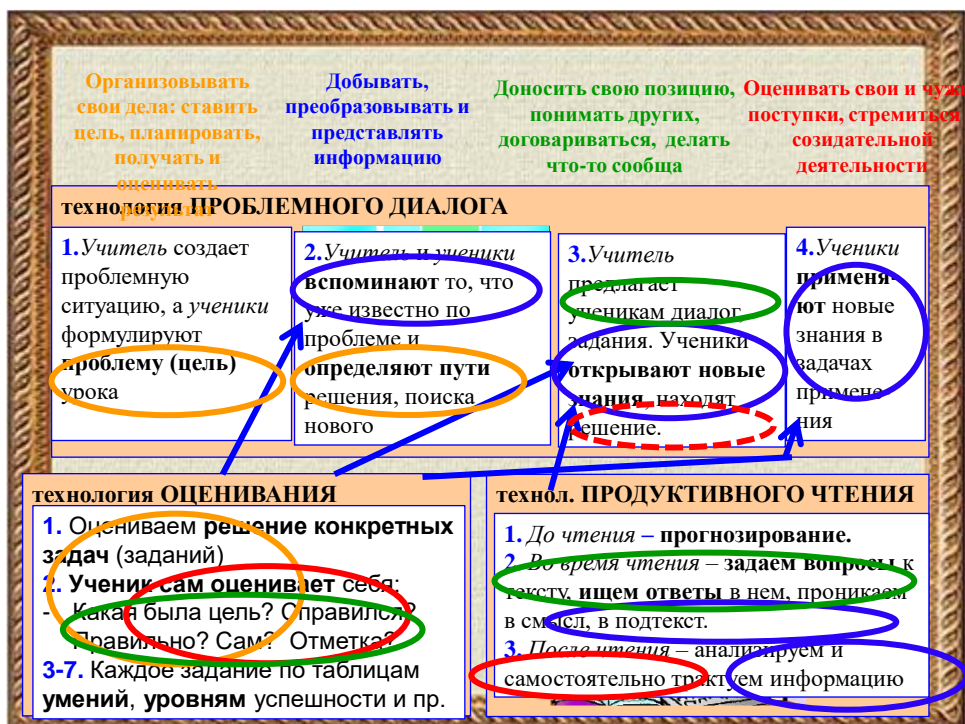 Организовывать
свои дела: ставить
цель, планировать,
получать и
оценивать
результат
Добывать,
преобразовывать и
представлять
информацию
Доносить свою позицию,
понимать других,
договариваться, делать
что-то сообща
Оценивать свои и чужи
поступки, стремиться
созидательной
деятельности
технология ПРОБЛЕМНОГО ДИАЛОГА
1.Учитель создает
проблемную
ситуацию, а ученики
формулируют
проблему (цель)
урока
2.Учитель и ученики
вспоминают то, что
уже известно по
проблеме и
определяют пути
решения, поиска
нового
3.Учитель
предлагает
ученикам диалог,
задания. Ученики
открывают новые
знания, находят
решение.
4.Ученики
применя-
ют новые
знания в
задачах
примене-
ния
технология ОЦЕНИВАНИЯ
1. Оцениваем решение конкретных
задач (заданий)
2. Ученик сам оценивает себя:
- Какая была цель? Справился?
Правильно? Сам? Отметка?
3-7. Каждое задание по таблицам
умений, уровням успешности и пр.
технол. ПРОДУКТИВНОГО ЧТЕНИЯ
1. До чтения – прогнозирование.
2. Во время чтения – задаем вопросы к
тексту, ищем ответы в нем, проникаем
в смысл, в подтекст.
3. После чтения – анализируем и
самостоятельно трактуем информацию